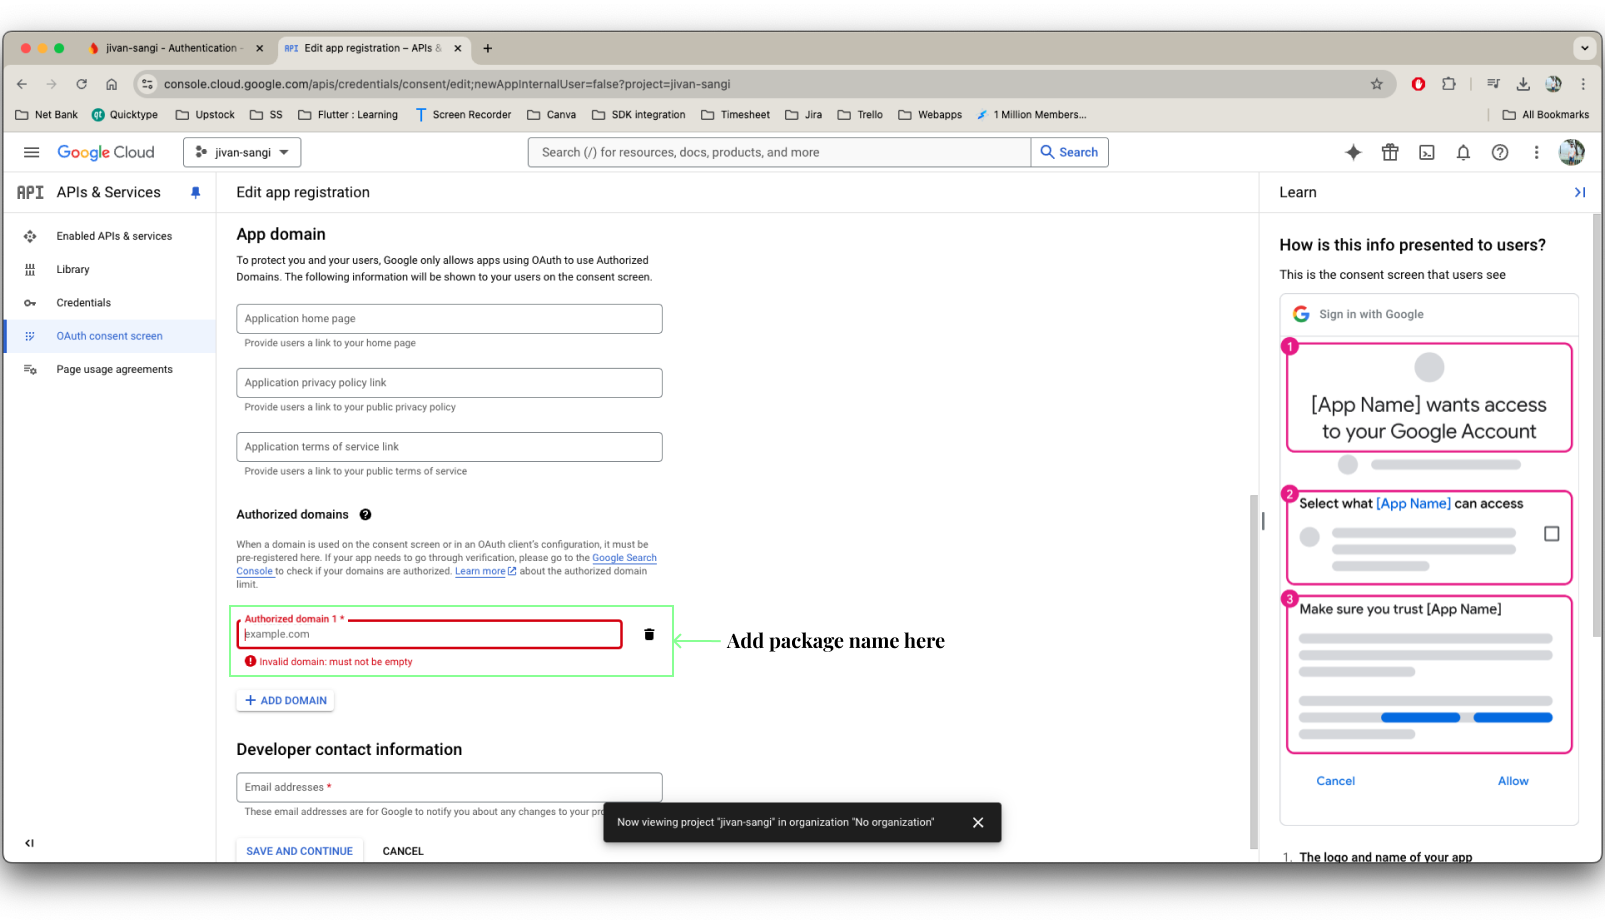 jivan-sangi - Authentication -
API Edit app registration – APIs &
console.cloud.google.com/apis/credentials/consent/edit;newAppInternalUser=false?project=jivan-sangi
Net Bank
qt Quicktype
Upstock
SS
Flutter : Learning
Screen Recorder
Canva
SDK integration
Timesheet
Jira
Trello
Webapps
1 Million Members...
All Bookmarks
Google Cloud
jivan-sangi
Search (/) for resources, docs, products, and more
Search
API APIs & Services
Enabled APIs & services
Library
Credentials
OAuth consent screen
Page usage agreements
Edit app registration
App domain
To protect you and your users, Google only allows apps using OAuth to use Authorized
Domains. The following information will be shown to your users on the consent screen.
Application home page
Provide users a link to your home page
Application privacy policy link
Provide users a link to your public privacy policy
Application terms of service link
Provide users a link to your public terms of service
Authorized domains
When a domain is used on the consent screen or in an OAuth client's configuration, it must be
pre-registered here. If your app needs to go through verification, please go to the Google Search
Console to check if your domains are authorized. Learn more about the authorized domain
limit.
Authorized domain 1 *
example.com
Invalid domain: must not be empty
Add package name here
ADD DOMAIN
Developer contact information
Email addresses *
These email addresses are for Google to notify you about any changes to your pro
Now viewing project "jivan-sangi" in organization "No organization"
SAVE AND CONTINUE
CANCEL
Learn
How is this info presented to users?
This is the consent screen that users see
Sign in with Google
1
[App Name] wants access
to your Google Account
2
Select what [App Name] can access
3
Make sure you trust [App Name]
Cancel
Allow
1. The logo and name of your app